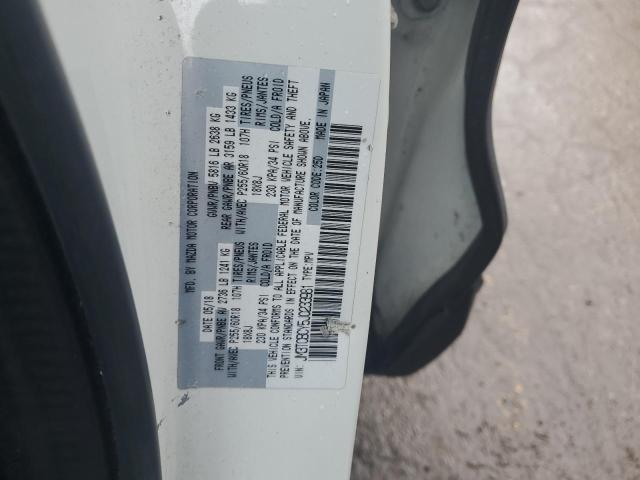 MFD. BY MAZDA MOTOR CORPORATION
DATE 05/18 GVWR/PNBV 5816 LB 2638 KG
FRONT GAWR/PNBE AV 2736 LB 1241 KG REAR GAWR/PNBE AR 3159 LB 1433 KG
WITH/AVEC P255/60R18 107H TIRES/PNEUS WITH/AVEC P255/60R18 107H TIRES/PNEUS
18X8J RIMS/JANTES 18X8J RIMS/JANTES
230 KPA/34 PSI COLD/A FROID 230 KPA/34 PSI COLD/A FROID
THIS VEHICLE CONFORMS TO ALL APPLICABLE FEDERAL MOTOR VEHICLE SAFETY AND THEFT
PREVENTION STANDARDS IN EFFECT ON THE DATE OF MANUFACTURE SHOWN ABOVE.
VIN: TYPE:MPV COLOR CODE:25D MADE IN JAPAN